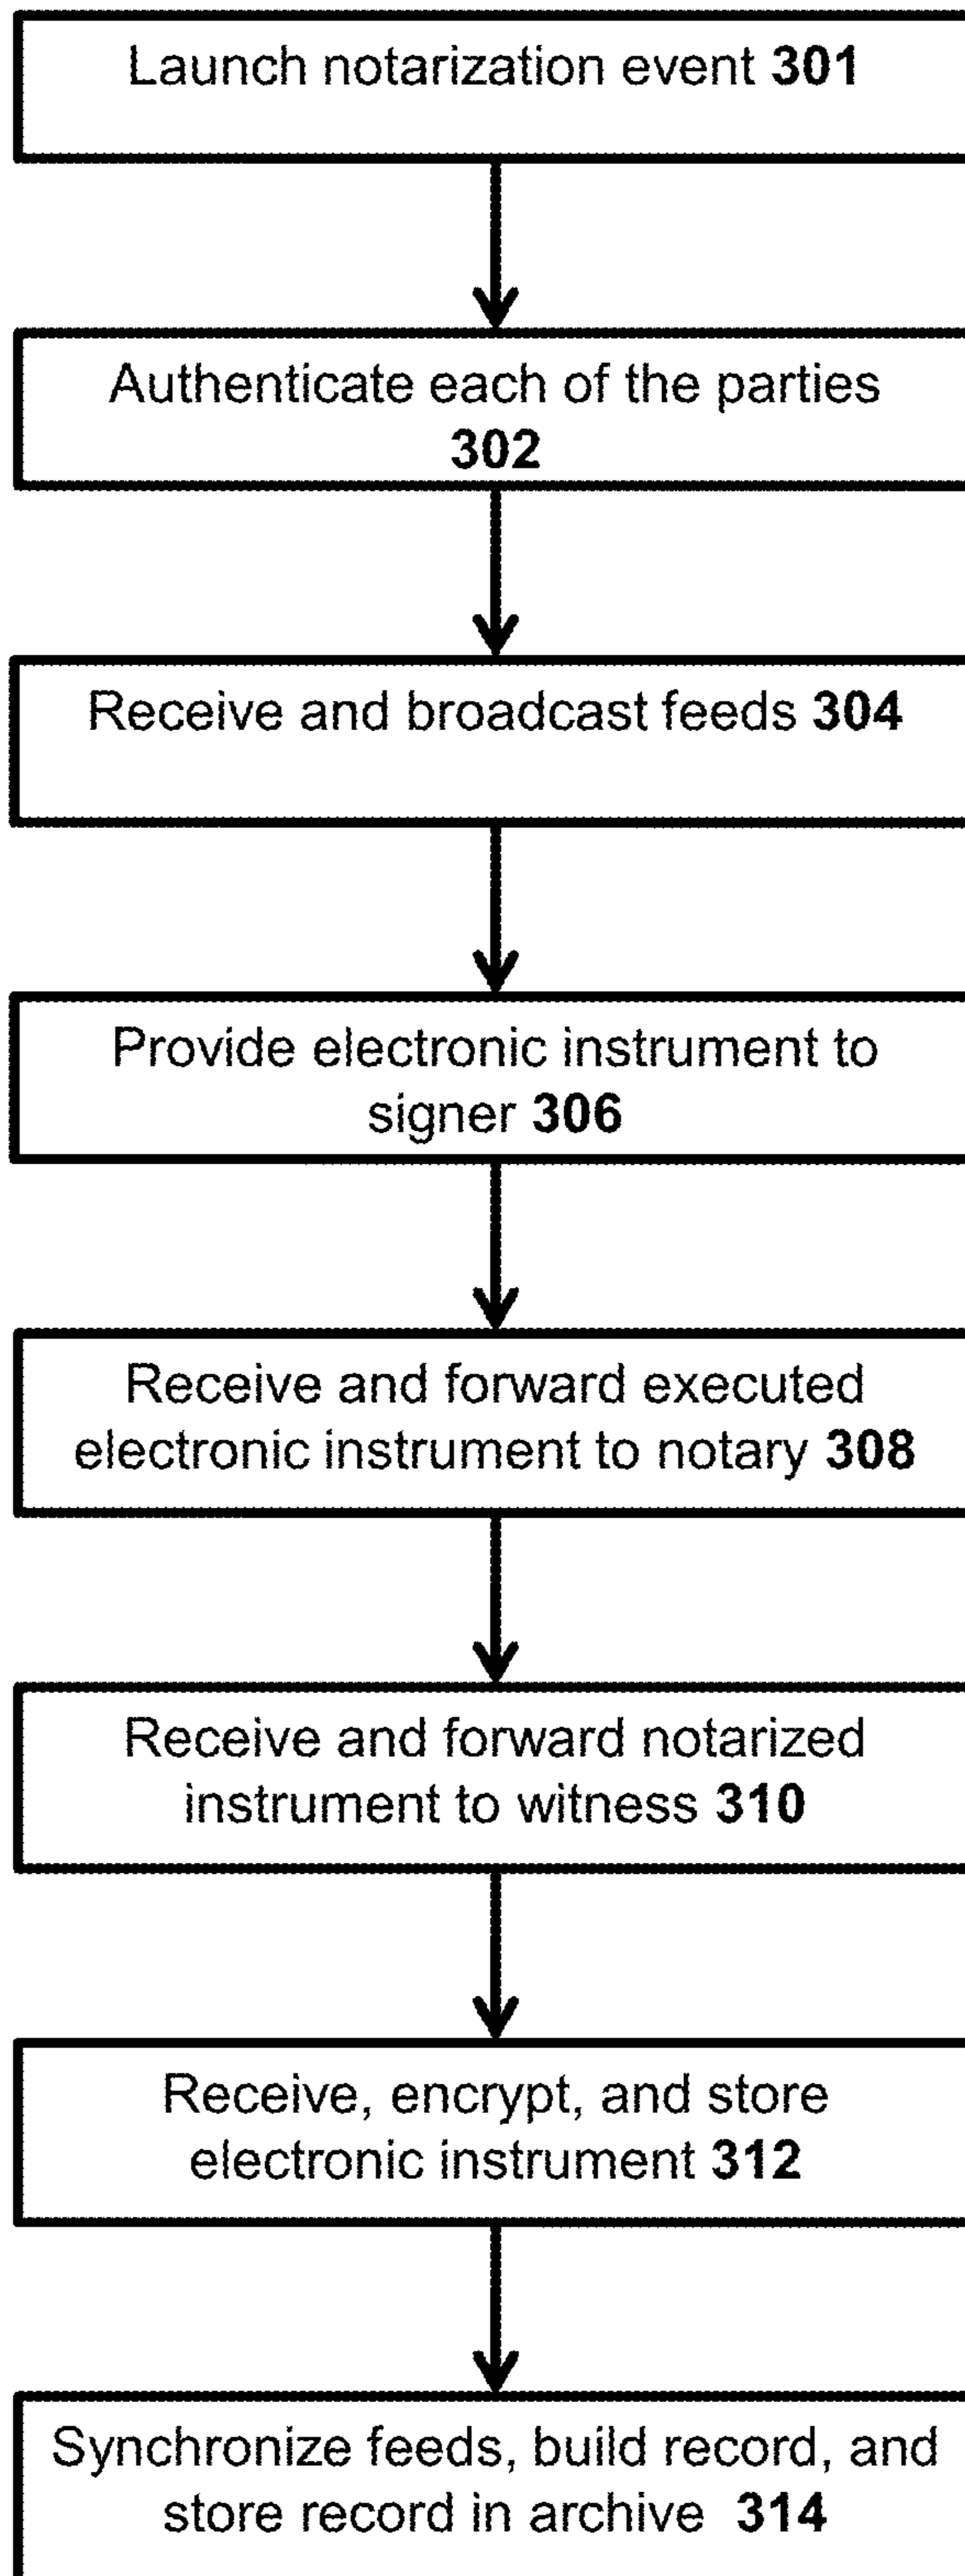 Launch notarization event 301
Authenticate each of the parties
302
Receive and broadcast feeds 304
Provide electronic instrument to
signer 306
Receive and forward executed
electronic instrument to notary 308
Receive and forward notarized
instrument to witness 310
Receive, encrypt, and store
electronic instrument 312
Synchronize feeds, build record, and
store record in archive 314